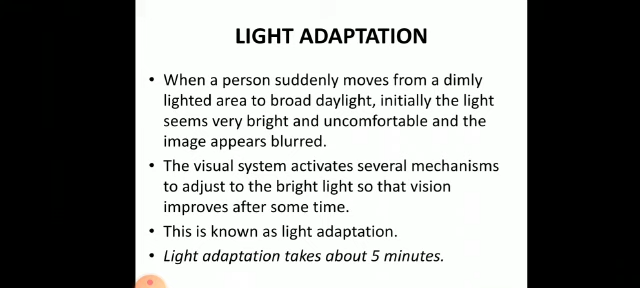 LIGHT ADAPTATION
• When a person suddenly moves from a dimly
lighted area to broad daylight, initially the light
seems very bright and uncomfortable and the
image appears blurred.
• The visual system activates several mechanisms
to adjust to the bright light so that vision
improves after some time.
• This is known as light adaptation.
• Light adaptation takes about 5 minutes.